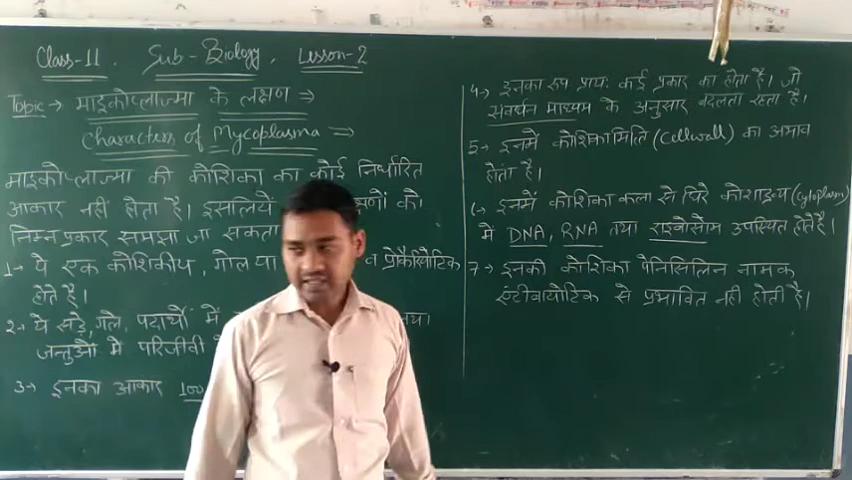 Class-11. Sub-Biology. Lesson-2
Topic → माइकोप्लाज्मा के लक्षण ⇒
Characters of Mycoplasma ⇒
माइकोप्लाज्मा की कोशिका का कोई निर्धारित
आकार नहीं होता है। इसलिये णों को
निम्न प्रकार समझा जा सकता
1→ ये एक कोशिकीय, गोल या व प्रोकैरियोटिक
होते है।
2→ ये सड़े, गले, पदार्थो में
जन्तुओं में परिजीवी
3→ इनका आकार 100
4→ इनका रूप प्रायः कई प्रकार का होता है। जो
संवर्धन माध्यम के अनुसार बदलता रहता है।
5→ इनमें कोशिकाभिति (Cellwall) का अभाव
होता है।
6→ इनमें कोशिका कला से घिरे कोशाद्रव्य (Cytoplasm)
में DNA, RNA तथा राइबोसोम उपस्थित होते है।
7→ इनकी कोशिका पेनिसिलिन नामक
एंटीबायोटिक से प्रभावित नही होती है।